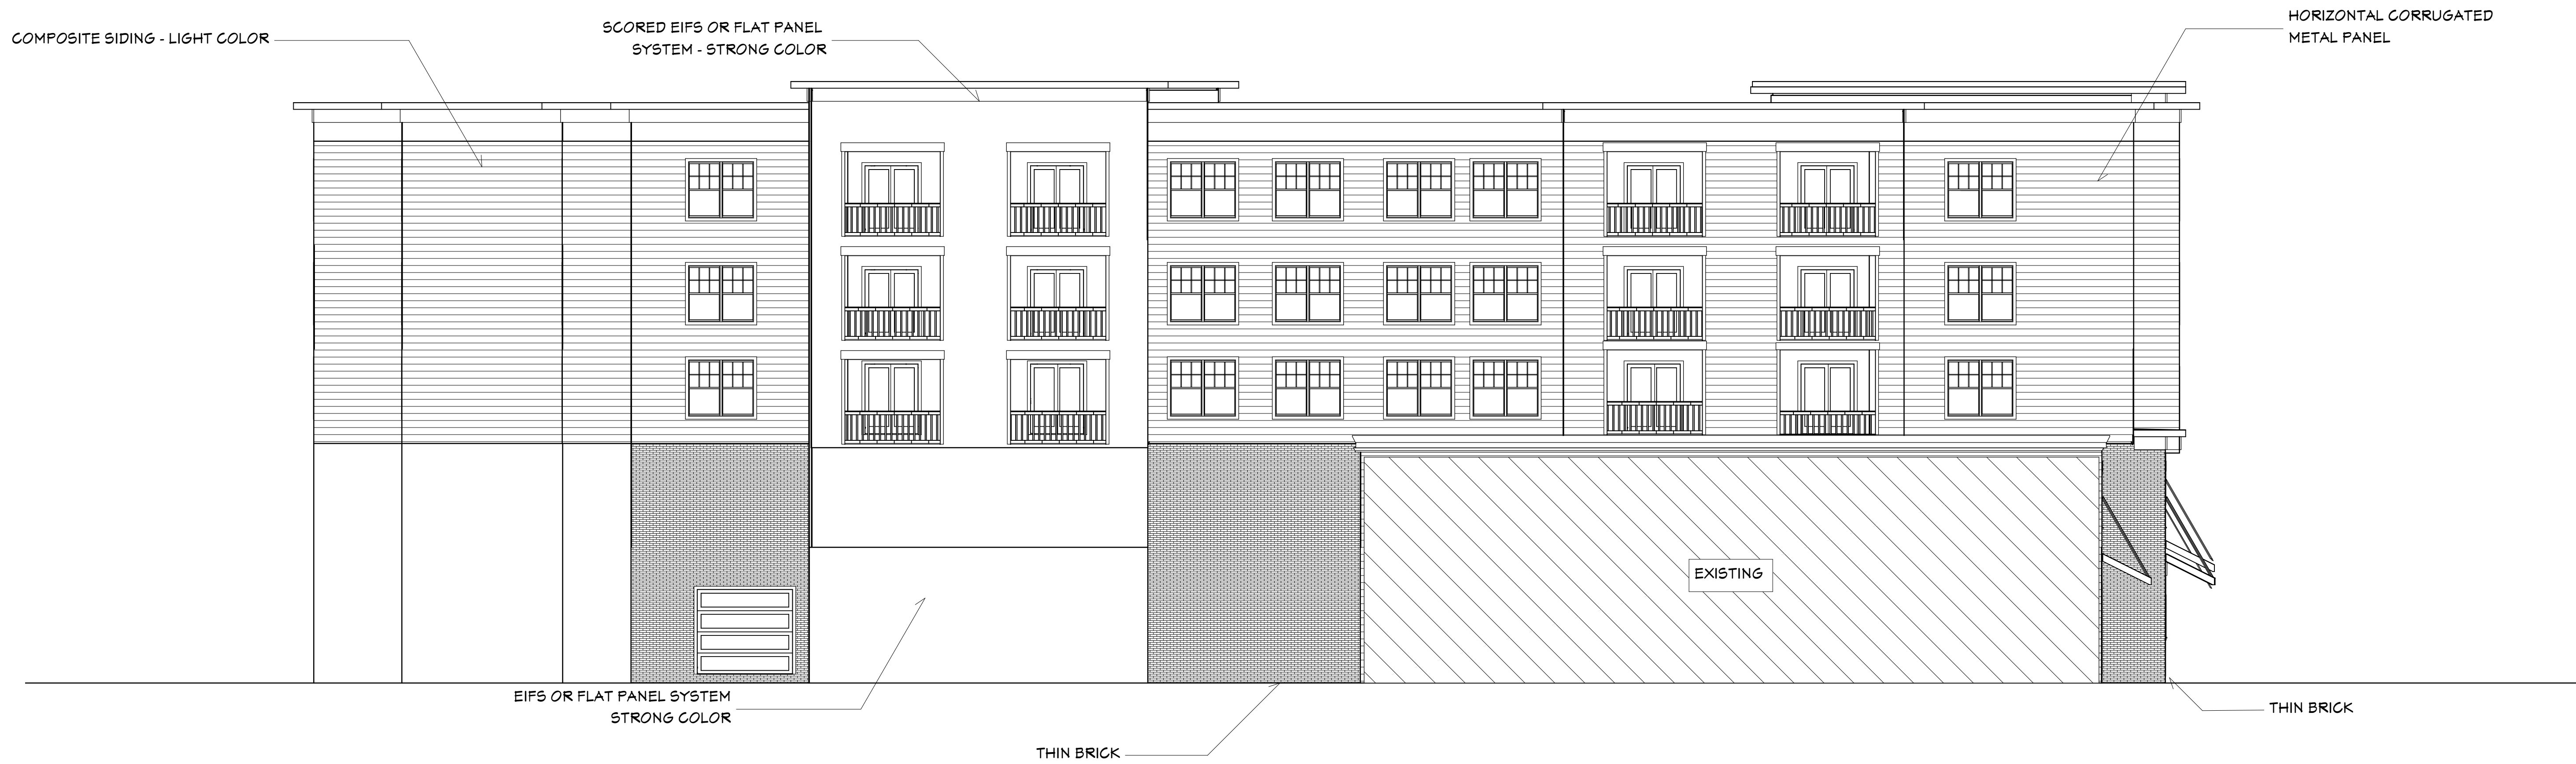 COMPOSITE SIDING - LIGHT COLOR
SCORED EIFS OR FLAT PANEL
SYSTEM - STRONG COLOR
HORIZONTAL CORRUGATED
METAL PANEL
EXISTING
EIFS OR FLAT PANEL SYSTEM
STRONG COLOR
THIN BRICK
THIN BRICK